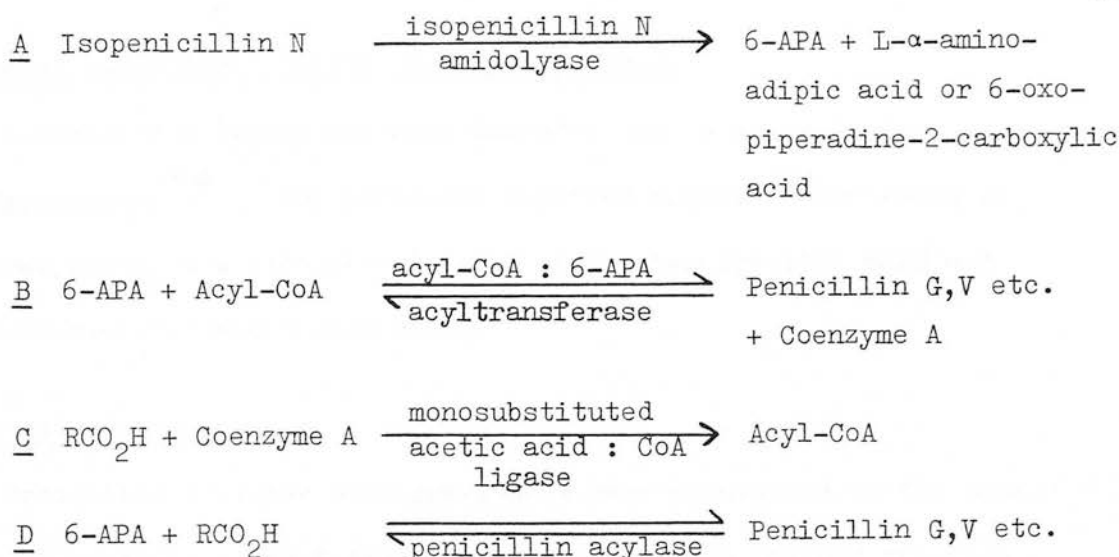 A Isopenicillin N
isopenicillin N
amidolyase
6-APA + L-α-amino-
adipic acid or 6-oxo-
piperadine-2-carboxylic
acid
B 6-APA + Acyl-CoA
acyl-CoA : 6-APA
acyltransferase
Penicillin G,V etc.
+ Coenzyme A
C RCO₂H + Coenzyme A
monosubstituted
acetic acid : CoA
ligase
Acyl-CoA
D 6-APA + RCO₂H
penicillin acylase
Penicillin G,V etc.